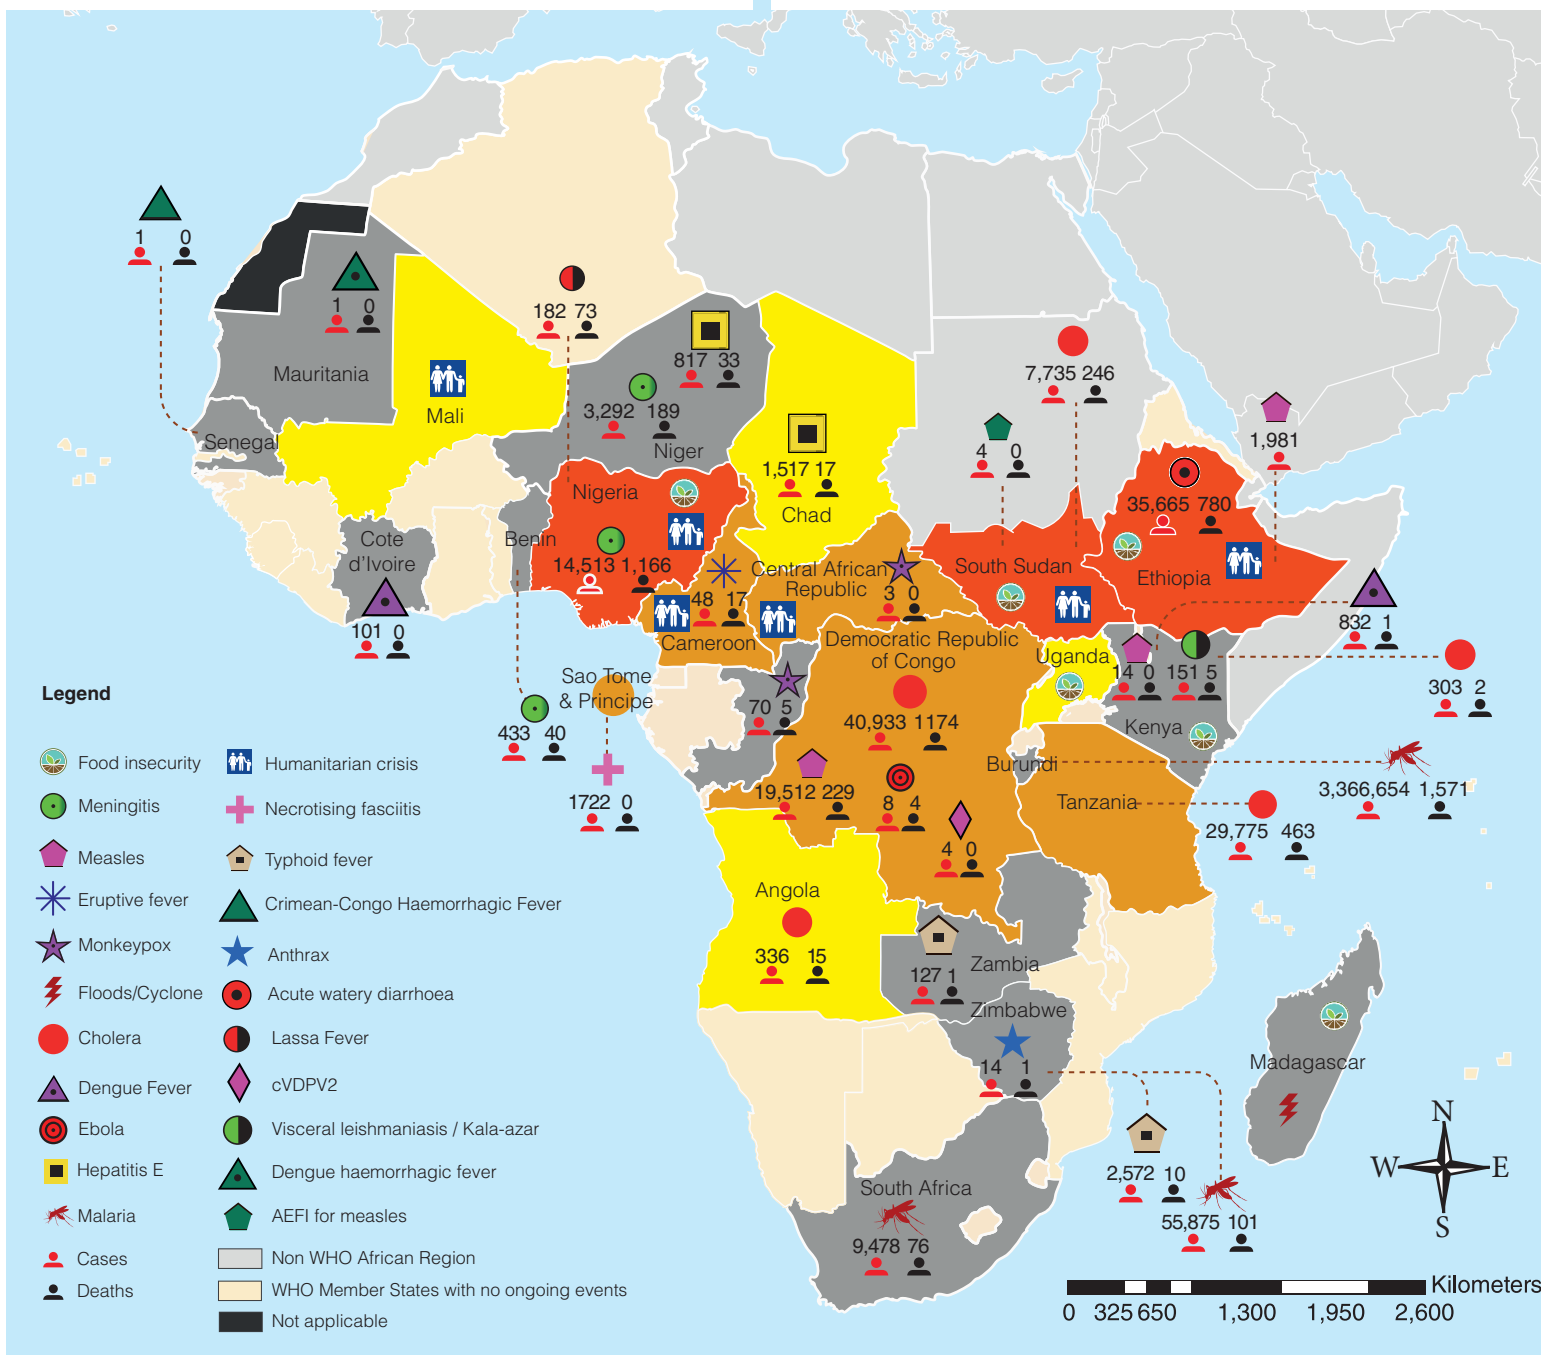 1 0
1 0
Mauritania
Senegal
Mali
182 73
817 33
3,292 189
Niger
1,517 17
Chad
7,735 246
4 0
1,981
35,665 780
Ethiopia
Nigeria
14,513 1,166
Benin
Cote
d'Ivoire
101 0
48 17
Cameroon
Central African
Republic
3 0
South Sudan
832 1
303 2
Democratic Republic
of Congo
40,933 1174
19,512 229
8 4
4 0
Uganda
14 0
151 5
Kenya
Sao Tome
& Principe
433 40
1722 0
70 5
Burundi
3,366,654 1,571
Tanzania
29,775 463
Angola
336 15
127 1
Zambia
Zimbabwe
14 1
Madagascar
2,572 10
55,875 101
South Africa
9,478 76
Legend
Food insecurity
Humanitarian crisis
Meningitis
Necrotising fasciitis
Measles
Typhoid fever
Eruptive fever
Crimean-Congo Haemorrhagic Fever
Monkeypox
Anthrax
Floods/Cyclone
Acute watery diarrhoea
Cholera
Lassa Fever
Dengue Fever
cVDPV2
Ebola
Visceral leishmaniasis / Kala-azar
Hepatitis E
Dengue haemorrhagic fever
Malaria
AEFI for measles
Cases
Non WHO African Region
Deaths
WHO Member States with no ongoing events
Not applicable
N
W E
S
Kilometers
0 325 650 1,300 1,950 2,600